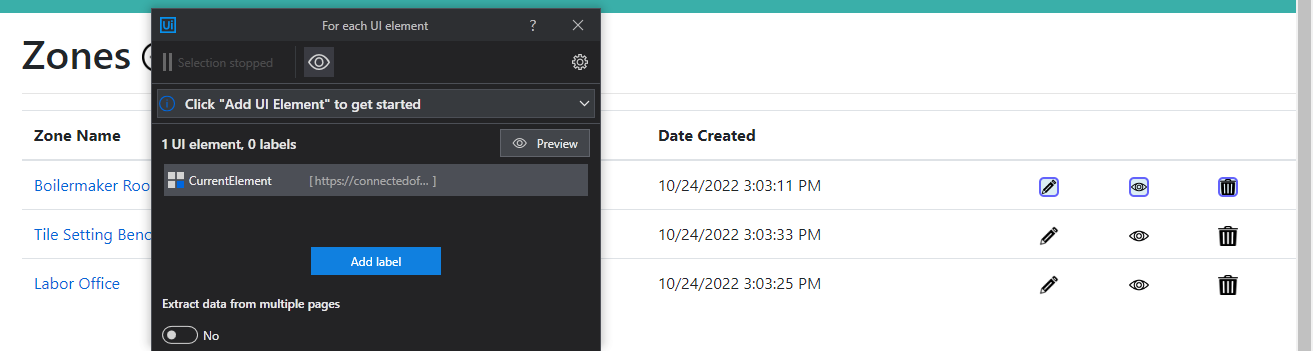 Ui For each UI element ? ×
Zones
Selection stopped
Click "Add UI Element" to get started
Zone Name
Date Created
1 UI element, 0 labels
Preview
CurrentElement [ https://connectedof... ]
Boilermaker Roo
10/24/2022 3:03:11 PM
Tile Setting Benc
10/24/2022 3:03:33 PM
Add label
Labor Office
10/24/2022 3:03:25 PM
Extract data from multiple pages
No